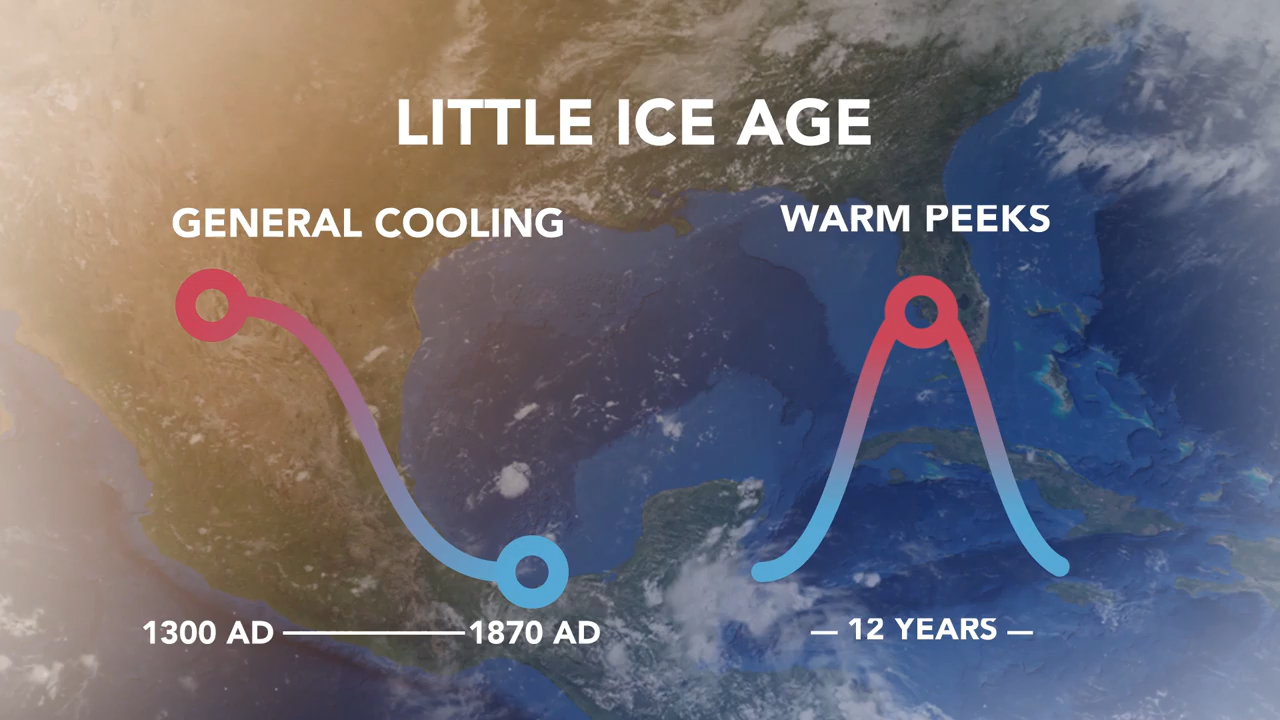 LITTLE ICE AGE
GENERAL COOLING
WARM PEEKS
1300 AD — 1870 AD
— 12 YEARS —